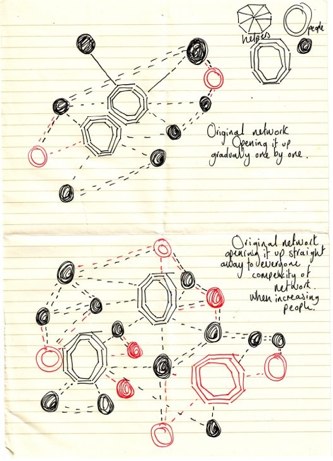 people
helpers
Original network
Opening it up
gradually one by one.
Original network
opening it up straight
away to everyone
complexity of
network
when increasing
people.